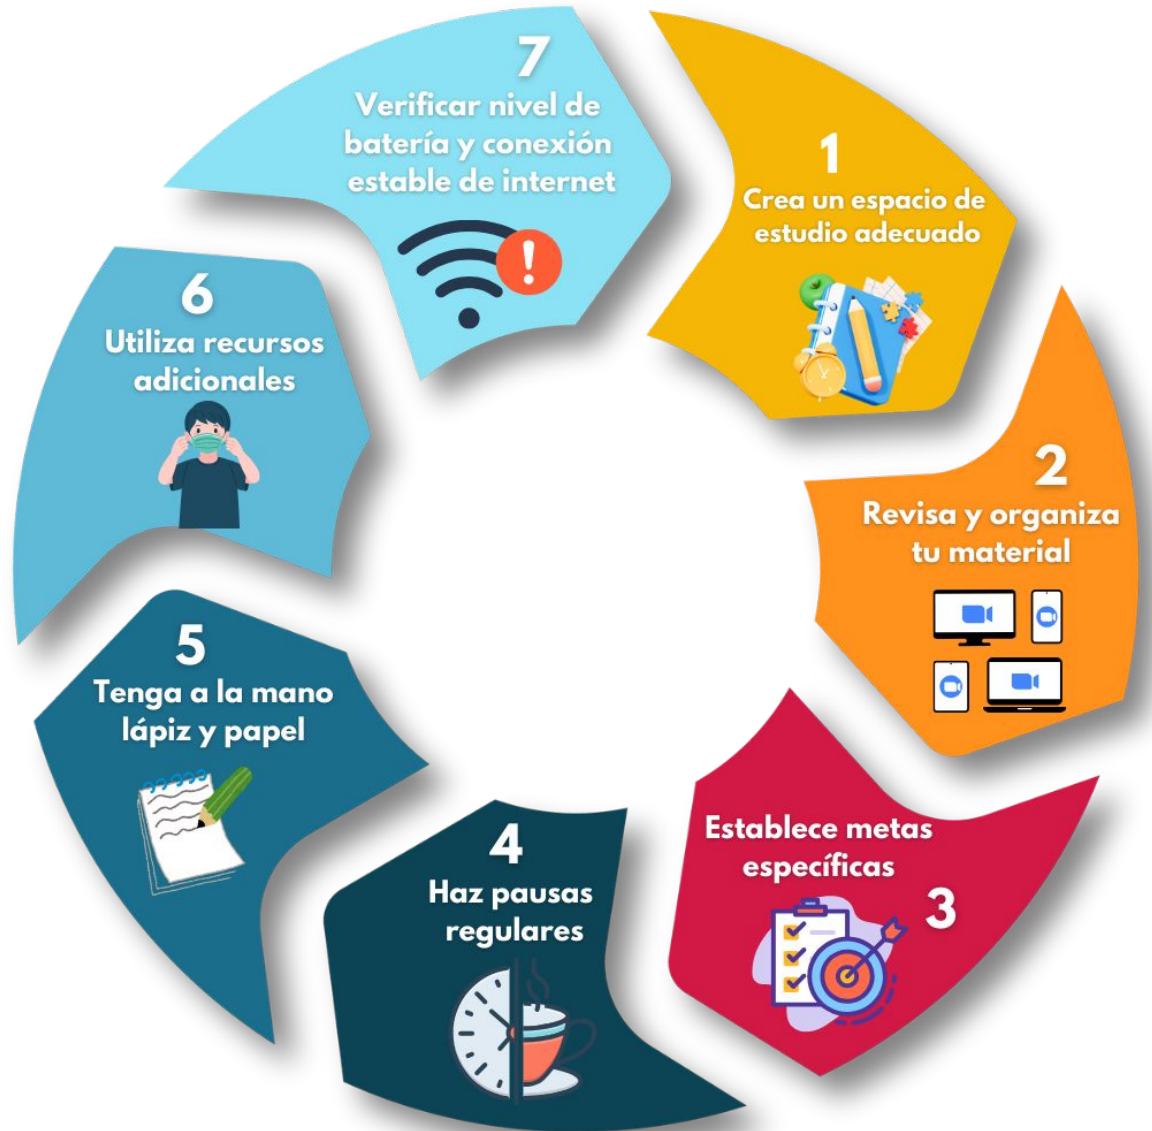 1
Crea un espacio de
estudio adecuado
2
Revisa y organiza
tu material
Establece metas
específicas
3
4
Haz pausas
regulares
5
Tenga a la mano
lápiz y papel
6
Utiliza recursos
adicionales
7
Verificar nivel de
batería y conexión
estable de internet
!